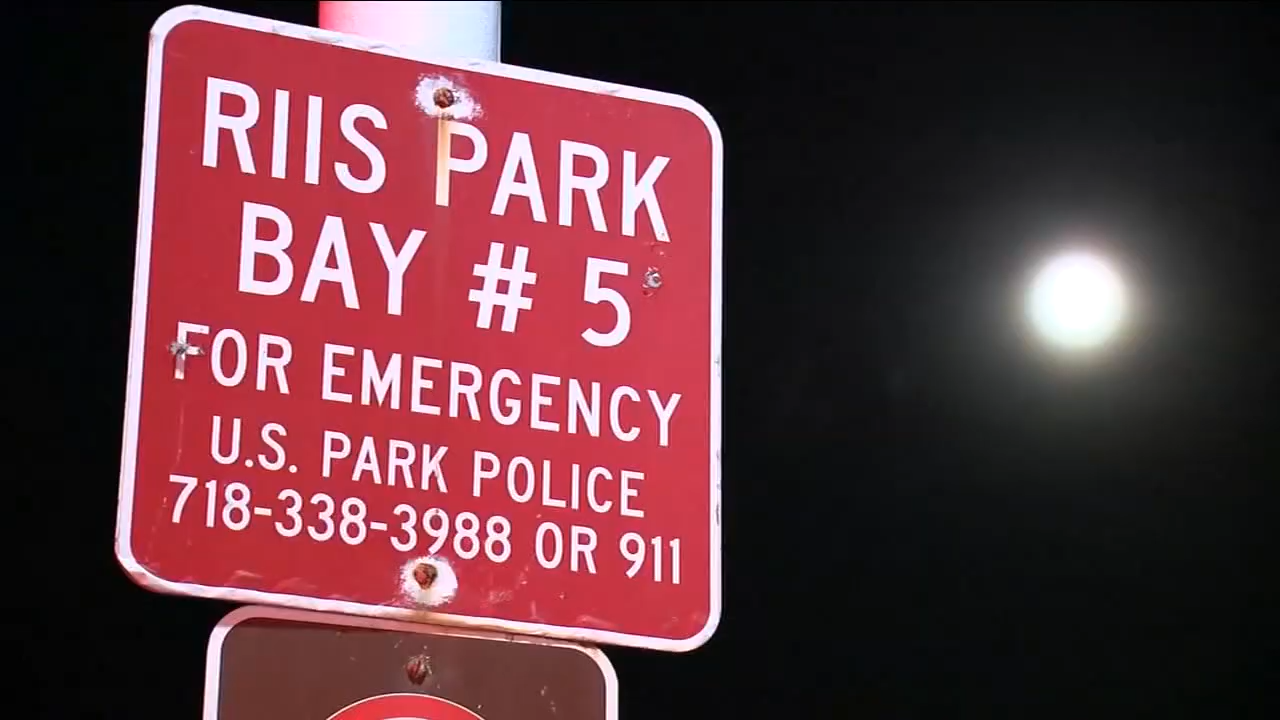 RIIS PARK
BAY # 5
FOR EMERGENCY
U.S. PARK POLICE
718-338-3988 OR 911